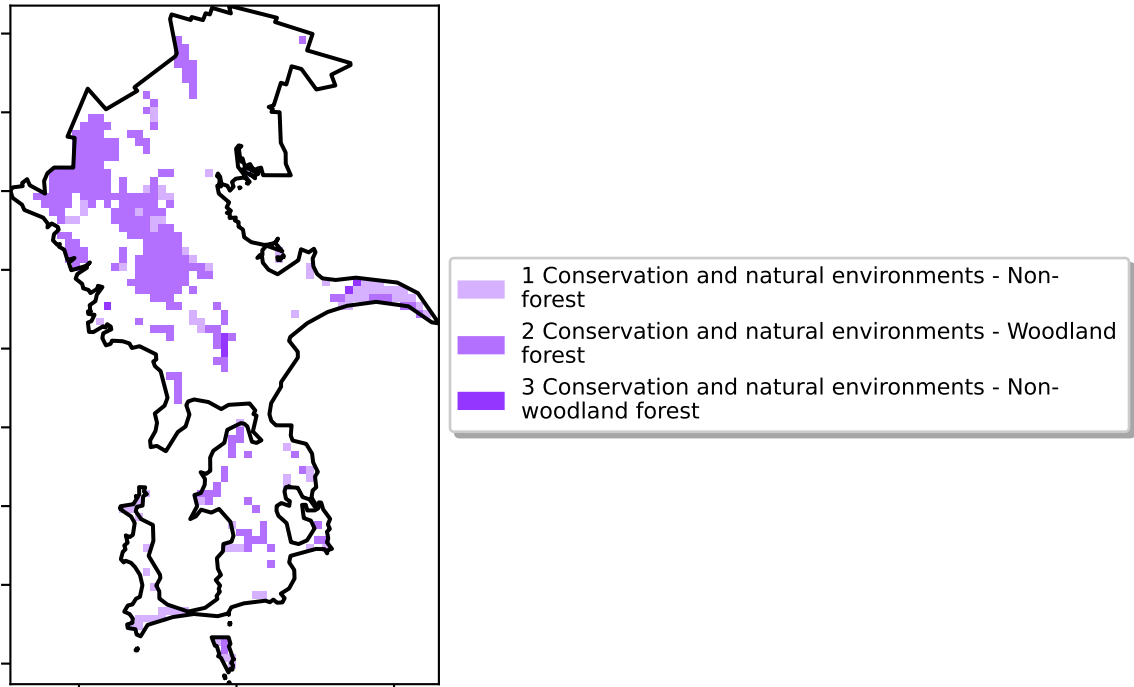 1 Conservation and natural environments - Non-
forest
2 Conservation and natural environments - Woodland
forest
3 Conservation and natural environments - Non-
woodland forest